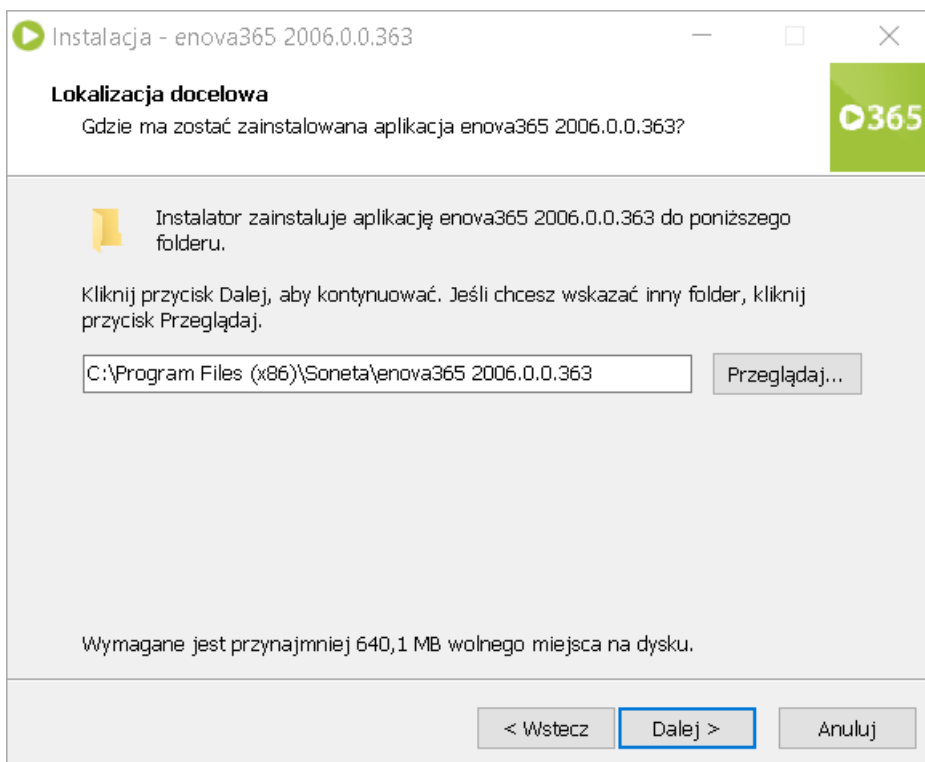 Instalacja - enova365 2006.0.0.363
Lokalizacja docelowa
Gdzie ma zostać zainstalowana aplikacja enova365 2006.0.0.363?
365
Instalator zainstaluje aplikację enova365 2006.0.0.363 do poniższego
folderu.
Kliknij przycisk Dalej, aby kontynuować. Jeśli chcesz wskazać inny folder, kliknij
przycisk Przeglądaj.
C:\Program Files (x86)\Soneta\enova365 2006.0.0.363
Przeglądaj...
Wymagane jest przynajmniej 640,1 MB wolnego miejsca na dysku.
< Wstecz
Dalej >
Anuluj